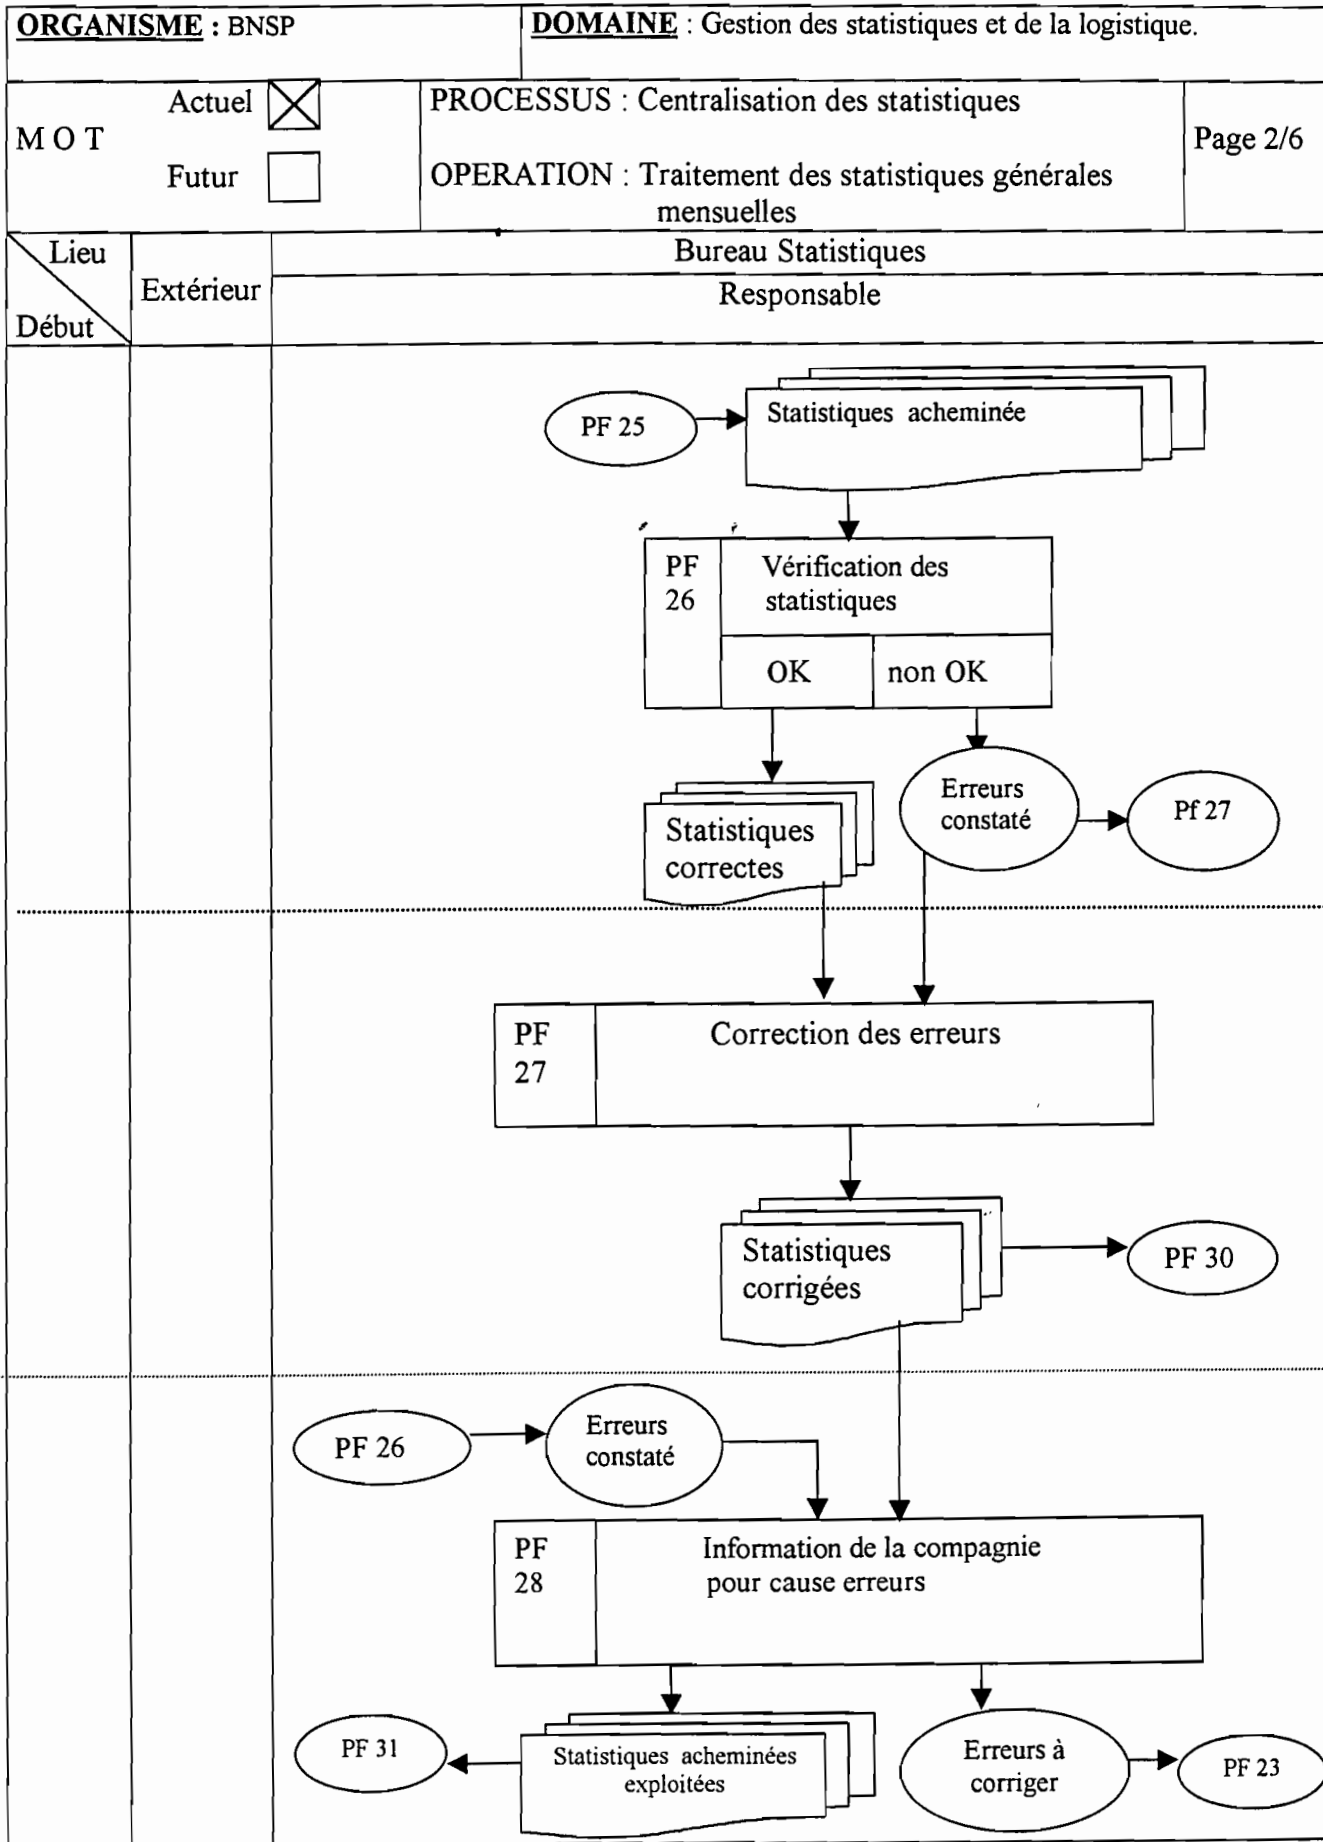 ORGANISME : BNSP
DOMAINE : Gestion des statistiques et de la logistique.
M O T
Actuel
Futur
PROCESSUS : Centralisation des statistiques
OPERATION : Traitement des statistiques générales
mensuelles
Page 2/6
Lieu
Début
Extérieur
Bureau Statistiques
Responsable
PF 25
Statistiques acheminée
PF
26
Vérification des
statistiques
OK
non OK
Statistiques
correctes
Erreurs
constaté
Pf 27
PF
27
Correction des erreurs
Statistiques
corrigées
PF 30
PF 26
Erreurs
constaté
PF
28
Information de la compagnie
pour cause erreurs
PF 31
Statistiques acheminées
exploitées
Erreurs à
corriger
PF 23